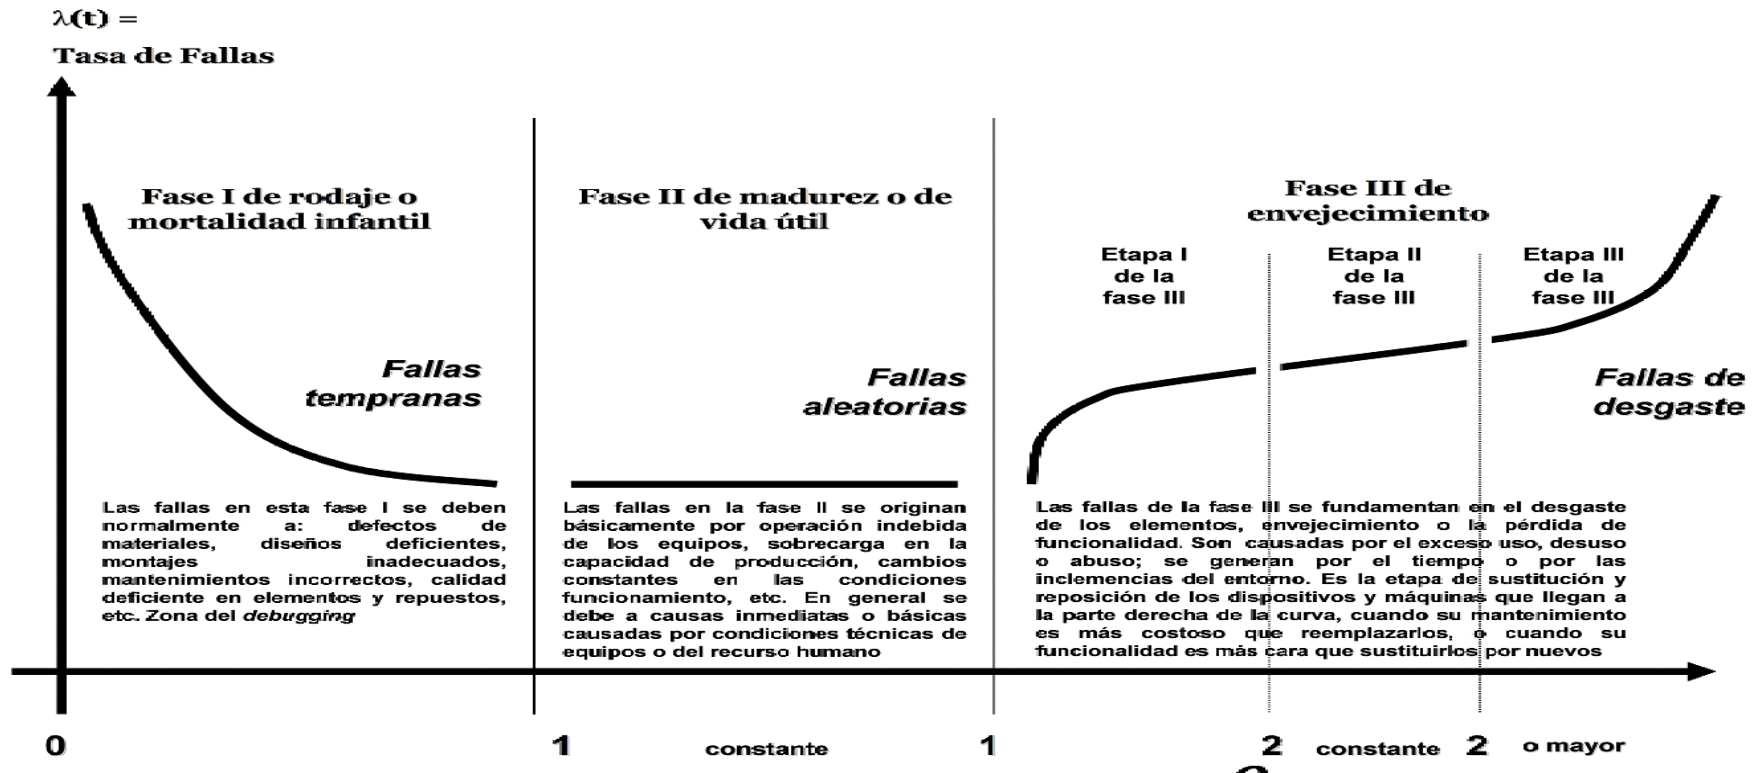 λ(t) =
Tasa de Fallas
Fase I de rodaje o
mortalidad infantil
Fase II de madurez o de
vida útil
Fase III de
envejecimiento
Etapa I
de la
fase III
Etapa II
de la
fase III
Etapa III
de la
fase III
Fallas
tempranas
Fallas
aleatorias
Fallas de
desgaste
Las fallas en esta fase I se deben
normalmente a: defectos de
materiales, diseños deficientes,
montajes inadecuados,
mantenimientos incorrectos, calidad
deficiente en elementos y repuestos,
etc. Zona del debugging
Las fallas en la fase II se originan
básicamente por operación indebida
de los equipos, sobrecarga en la
capacidad de producción, cambios
constantes en las condiciones
funcionamiento, etc. En general se
debe a causas inmediatas o básicas
causadas por condiciones técnicas de
equipos o del recurso humano
Las fallas de la fase III se fundamentan en el desgaste
de los elementos, envejecimiento o la pérdida de
funcionalidad. Son causadas por el exceso uso, desuso
o abuso; se generan por el tiempo o por las
inclemencias del entorno. Es la etapa de sustitución y
reposición de los dispositivos y máquinas que llegan a
la parte derecha de la curva, cuando su mantenimiento
es más costoso que reemplazarlos, o cuando su
funcionalidad es más cara que sustituirlos por nuevos
0 1 constante 1 2 constante 2 o mayor